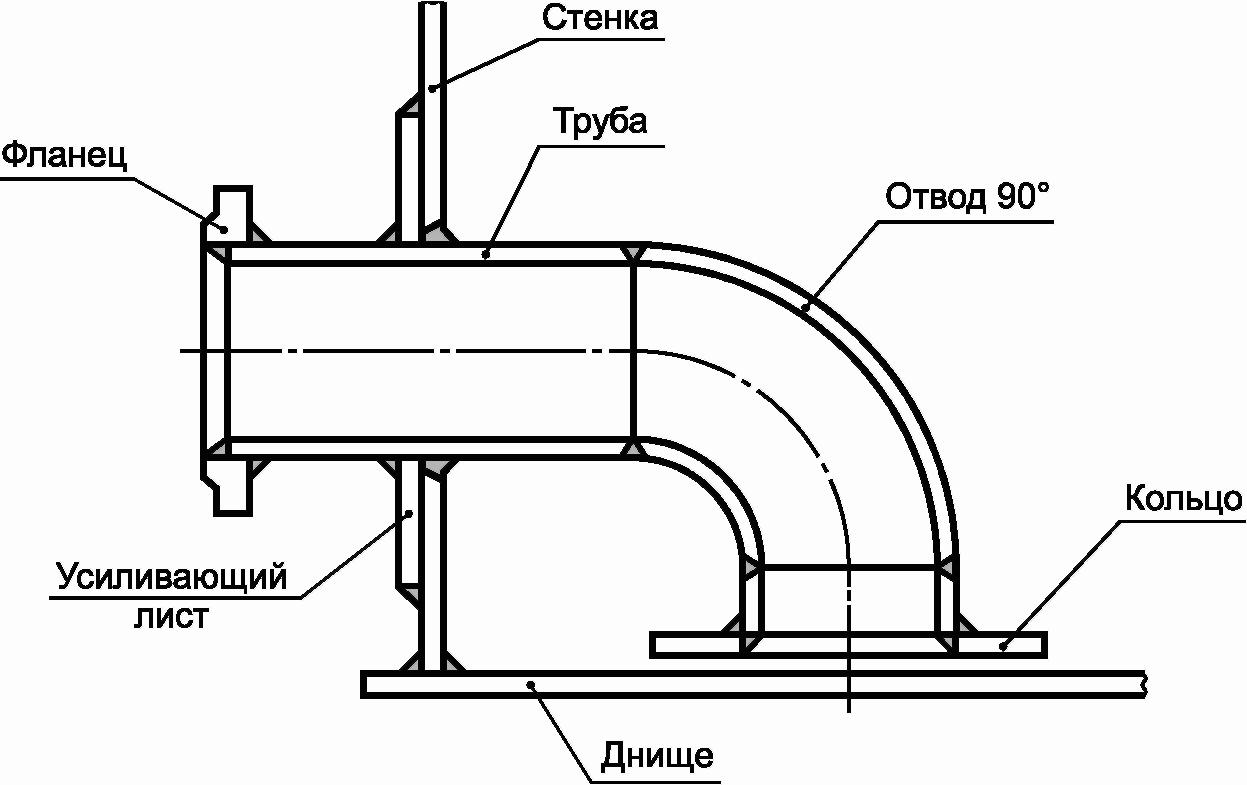 Стенка
Труба
Фланец
Отвод 90°
Кольцо
Усиливающий
лист
Днище